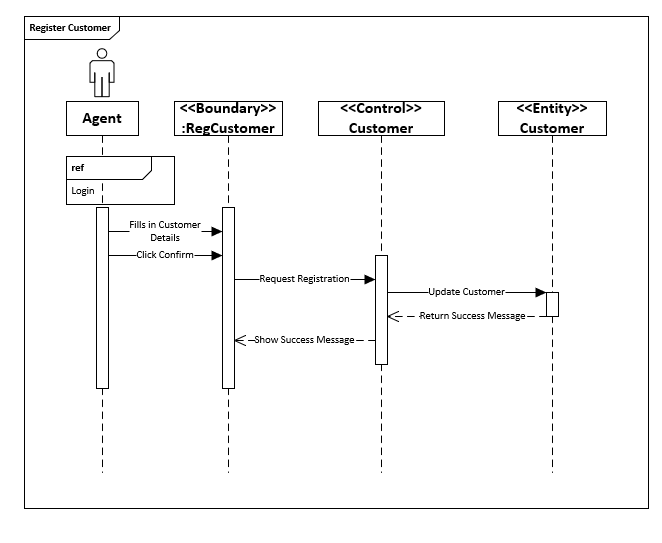 Register Customer
Agent
<<Boundary>>
:RegCustomer
<<Control>>
Customer
<<Entity>>
Customer
ref
Login
Fills in Customer
Details
Click Confirm
Request Registration
Update Customer
Return Success Message
Show Success Message